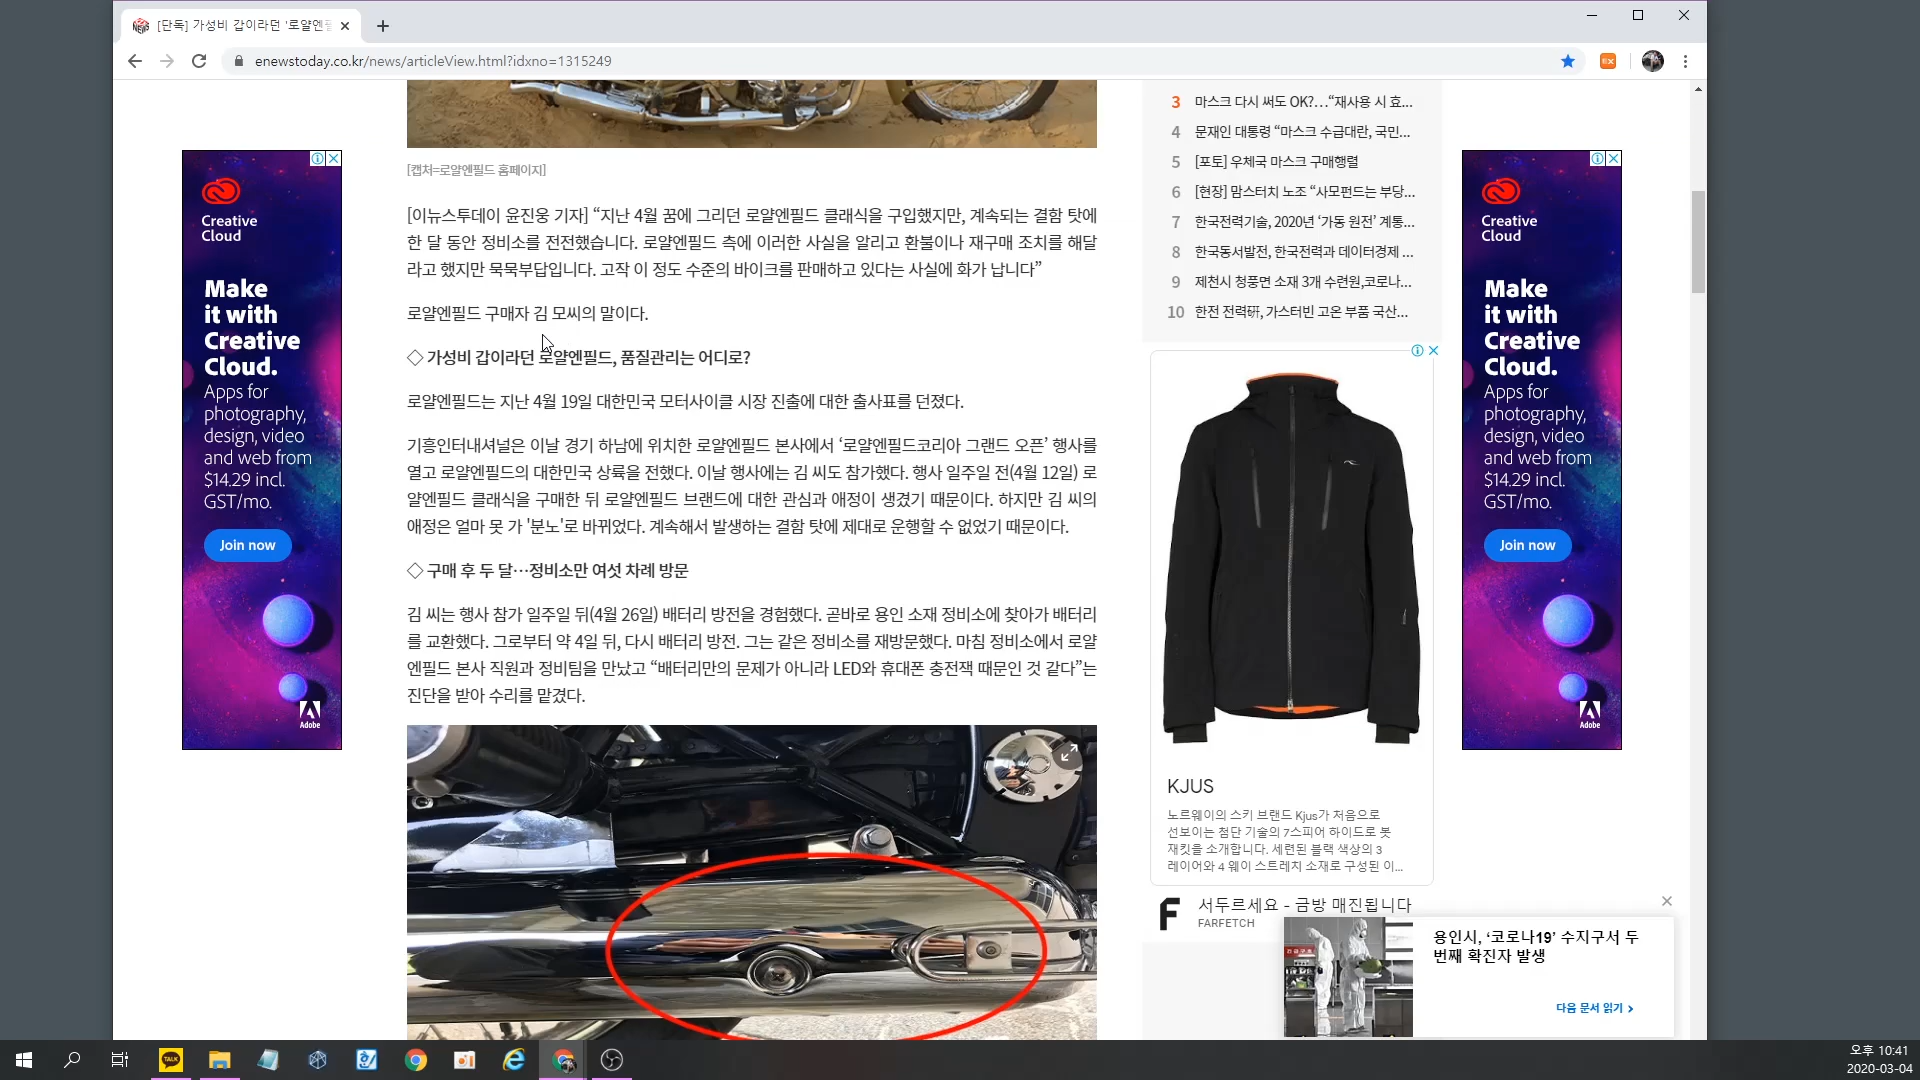 [단독] 가성비 갑이라던 '로얄엔필
enewstoday.co.kr/news/articleView.html?idxno=1315249
[캡처=로얄엔필드 홈페이지]
[이뉴스투데이 윤진웅 기자] “지난 4월 꿈에 그리던 로얄엔필드 클래식을 구입했지만, 계속되는 결함 탓에
한 달 동안 정비소를 전전했습니다. 로얄엔필드 측에 이러한 사실을 알리고 환불이나 재구매 조치를 해달
라고 했지만 묵묵부답입니다. 고작 이 정도 수준의 바이크를 판매하고 있다는 사실에 화가 납니다”
로얄엔필드 구매자 김 모씨의 말이다.
◇ 가성비 갑이라던 로얄엔필드, 품질관리는 어디로?
로얄엔필드는 지난 4월 19일 대한민국 모터사이클 시장 진출에 대한 출사표를 던졌다.
기흥인터내셔널은 이날 경기 하남에 위치한 로얄엔필드 본사에서 ‘로얄엔필드코리아 그랜드 오픈’ 행사를
열고 로얄엔필드의 대한민국 상륙을 전했다. 이날 행사에는 김 씨도 참가했다. 행사 일주일 전(4월 12일) 로
얄엔필드 클래식을 구매한 뒤 로얄엔필드 브랜드에 대한 관심과 애정이 생겼기 때문이다. 하지만 김 씨의
애정은 얼마 못 가 '분노'로 바뀌었다. 계속해서 발생하는 결함 탓에 제대로 운행할 수 없었기 때문이다.
◇ 구매 후 두 달…정비소만 여섯 차례 방문
김 씨는 행사 참가 일주일 뒤(4월 26일) 배터리 방전을 경험했다. 곧바로 용인 소재 정비소에 찾아가 배터리
를 교환했다. 그로부터 약 4일 뒤, 다시 배터리 방전. 그는 같은 정비소를 재방문했다. 마침 정비소에서 로얄
엔필드 본사 직원과 정비팀을 만났고 “배터리만의 문제가 아니라 LED와 휴대폰 충전잭 때문인 것 같다”는
진단을 받아 수리를 맡겼다.
Creative
Cloud
Make
it with
Creative
Cloud.
Apps for
photography,
design, video
and web from
$14.29 incl.
GST/mo.
Join now
Adobe
3 마스크 다시 써도 OK?…“재사용 시 효...
4 문재인 대통령 “마스크 수급대란, 국민...
5 [포토] 우체국 마스크 구매행렬
6 [현장] 맘스터치 노조 “사모펀드는 부당...
7 한국전력기술, 2020년 ‘가동 원전’ 계통...
8 한국동서발전, 한국전력과 데이터경제 ...
9 제천시 청풍면 소재 3개 수련원,코로나...
10 한전 전력硏, 가스터빈 고온 부품 국산...
KJUS
노르웨이의 스키 브랜드 Kjus가 처음으로
선보이는 첨단 기술의 7스피어 하이드로 봇
재킷을 소개합니다. 세련된 블랙 색상의 3
레이어와 4 웨이 스트레치 소재로 구성된 이...
서두르세요 - 금방 매진됩니다
FARFETCH
용인시, ‘코로나19’ 수지구서 두
번째 확진자 발생
다음 문서 읽기 >
Creative
Cloud
Make
it with
Creative
Cloud.
Apps for
photography,
design, video
and web from
$14.29 incl.
GST/mo.
Join now
Adobe
TALK
오후 10:41
2020-03-04